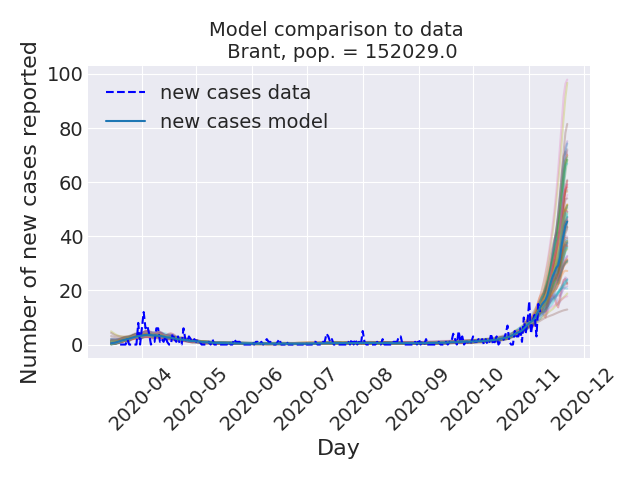 Model comparison to data
Brant, pop. = 152029.0
Number of new cases reported
100
80
60
40
20
0
new cases data
new cases model
2020-04
2020-05
2020-06
2020-07
2020-08
2020-09
2020-10
2020-11
2020-12
Day